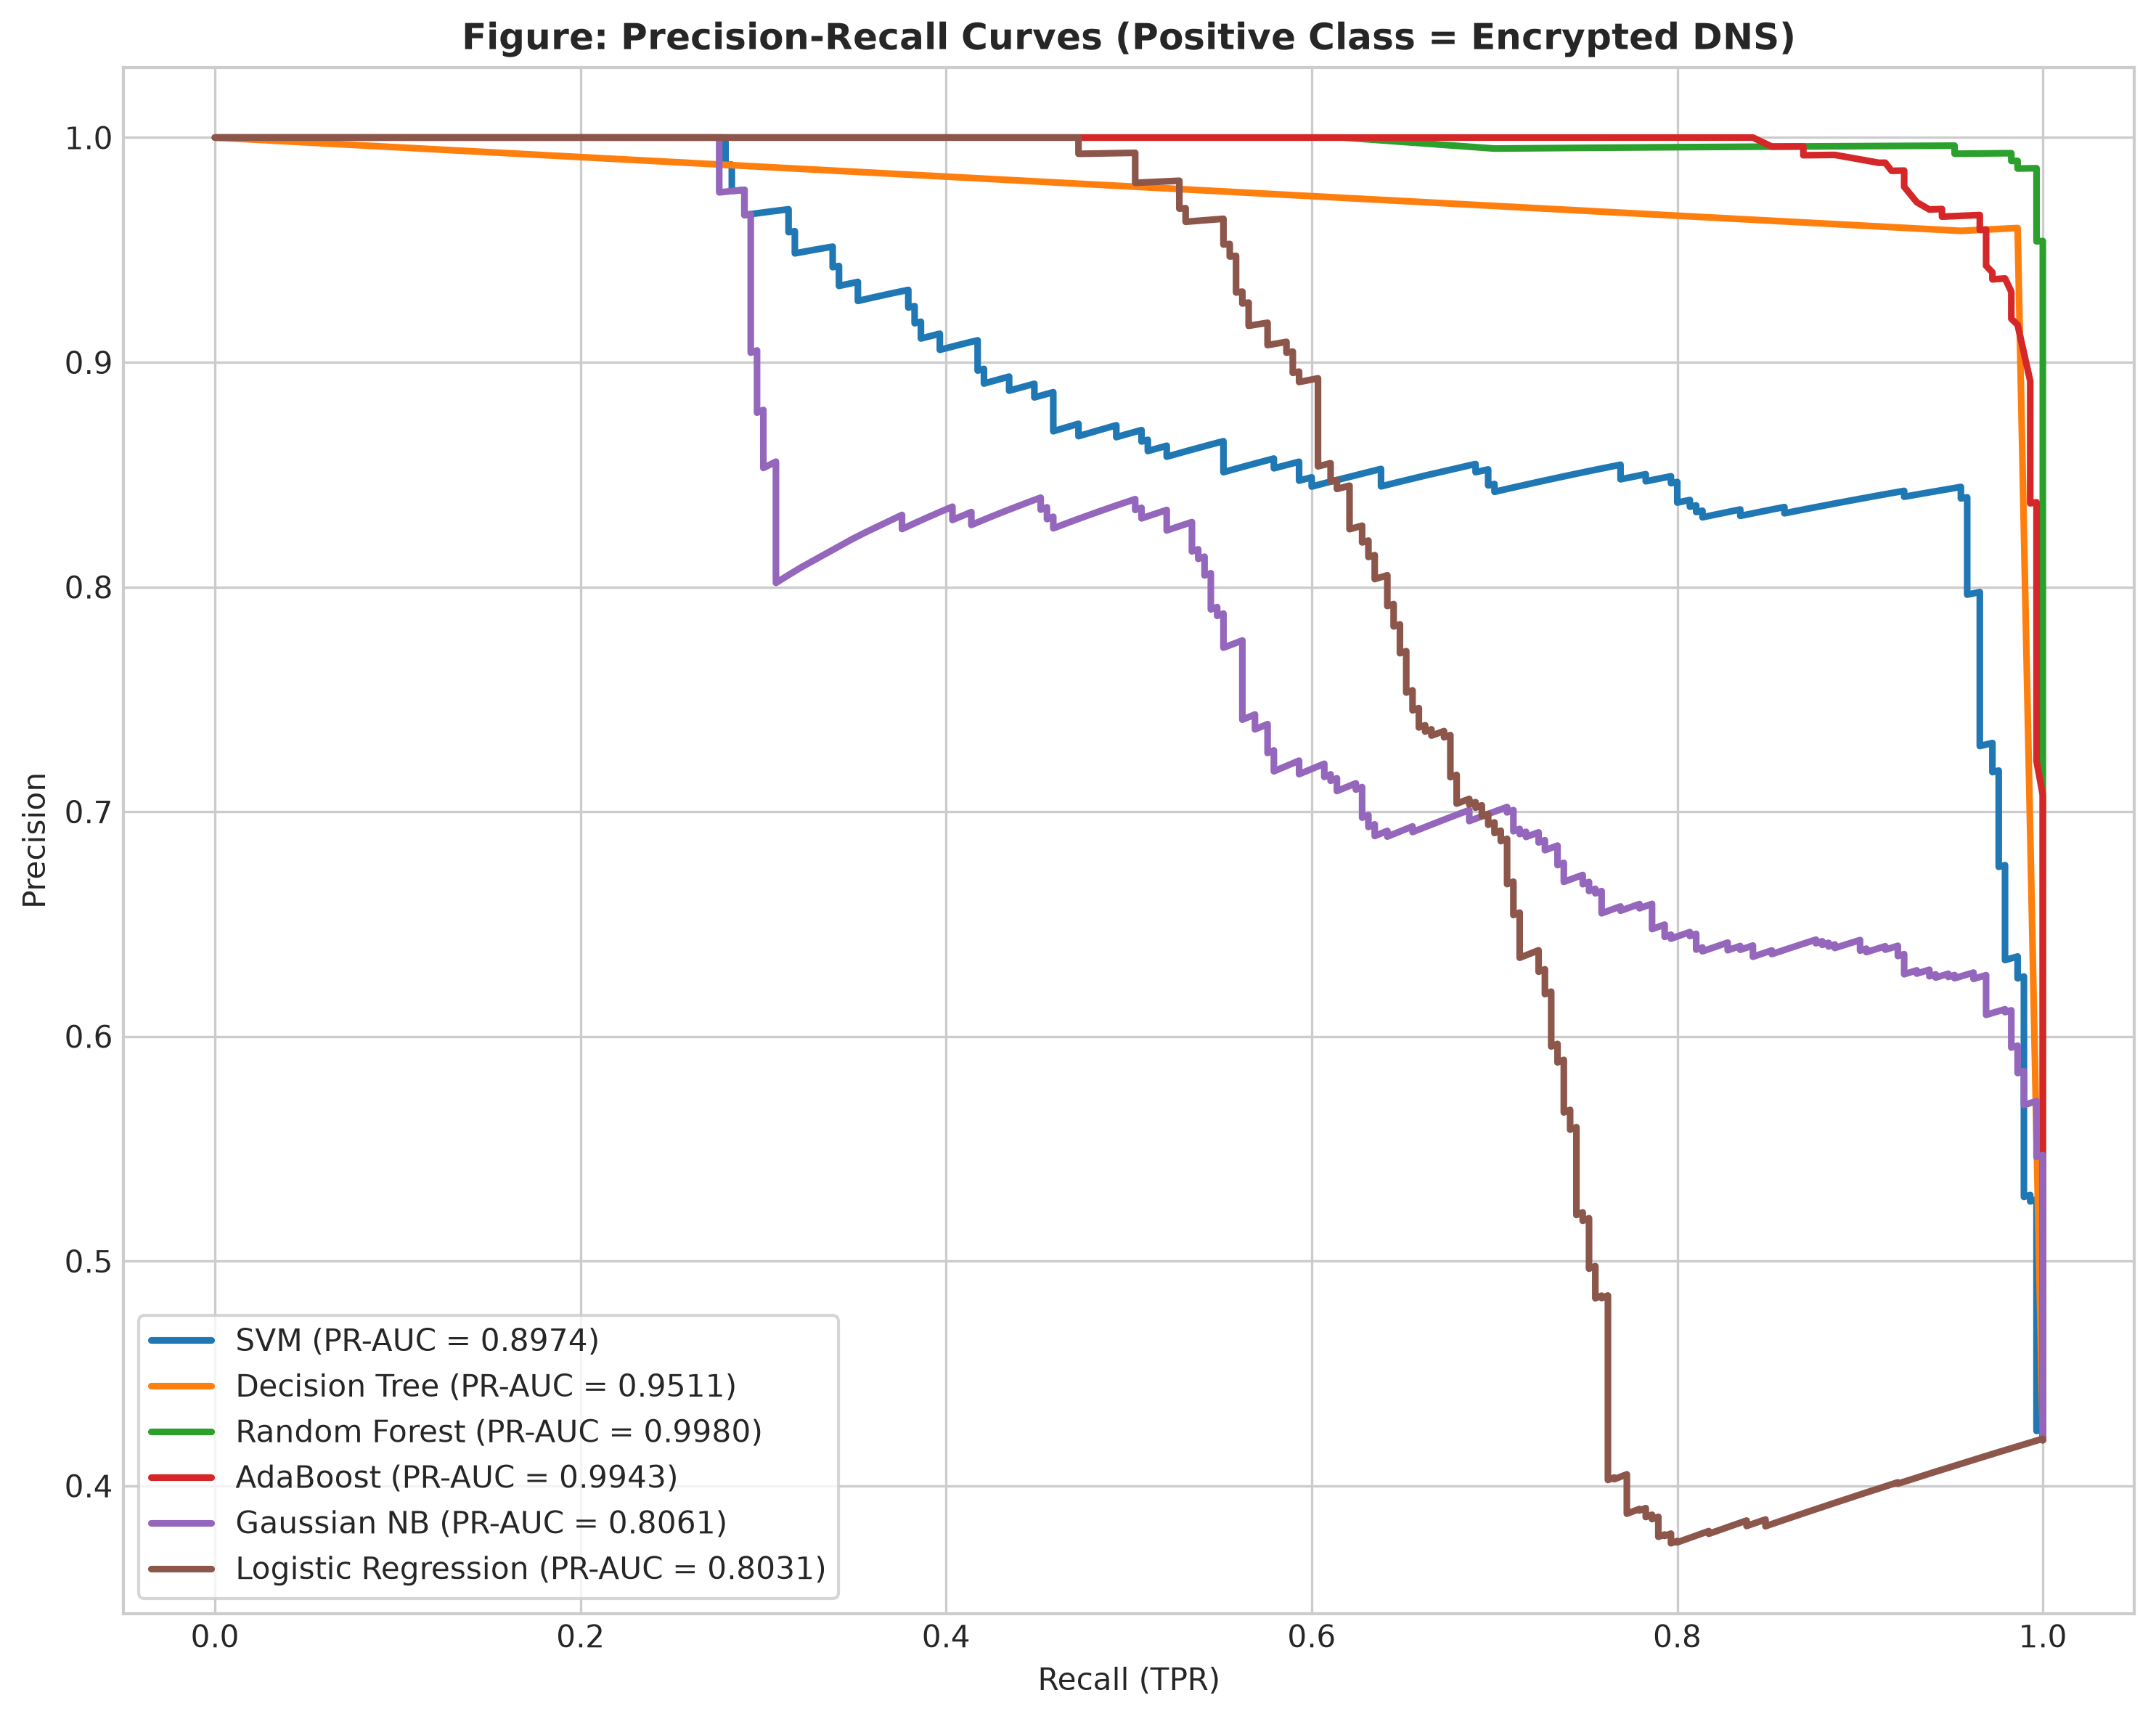 Figure: Precision-Recall Curves (Positive Class = Encrypted DNS)
1.0
0.9
0.8
0.7
0.6
0.5
0.4
Precision
SVM (PR-AUC = 0.8974)
Decision Tree (PR-AUC = 0.9511)
Random Forest (PR-AUC = 0.9980)
AdaBoost (PR-AUC = 0.9943)
Gaussian NB (PR-AUC = 0.8061)
Logistic Regression (PR-AUC = 0.8031)
0.0 0.2 0.4 0.6 0.8 1.0
Recall (TPR)